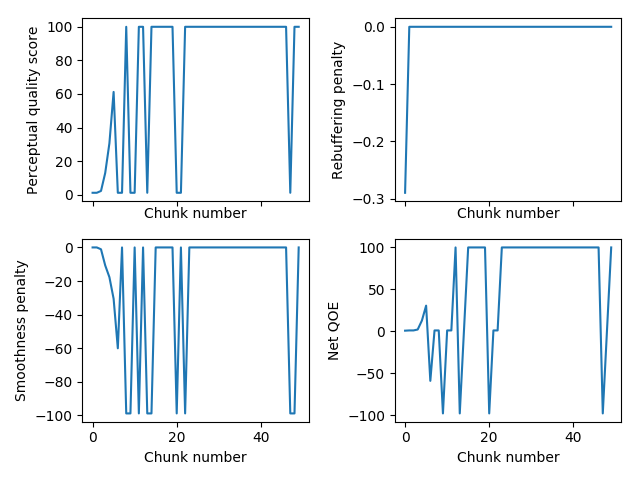 Perceptual quality score
100
80
60
40
20
0
Chunk number
Rebuffering penalty
0.0
−0.1
−0.2
−0.3
Chunk number
Smoothness penalty
0
−20
−40
−60
−80
−100
0 20 40
Chunk number
Net QOE
100
50
0
−50
−100
0 20 40
Chunk number